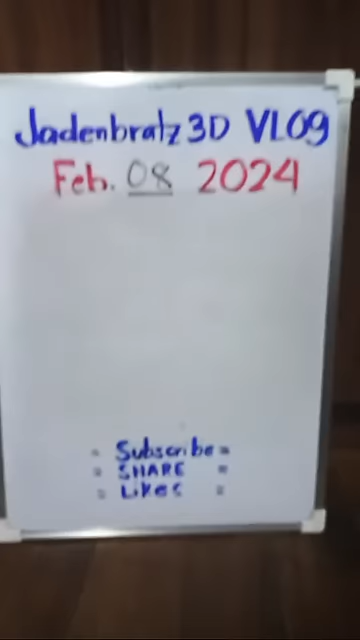 Jadenbratz 3D VLOG
Feb. 08 2024
= Subscribe =
= SHARE =
= Likes =